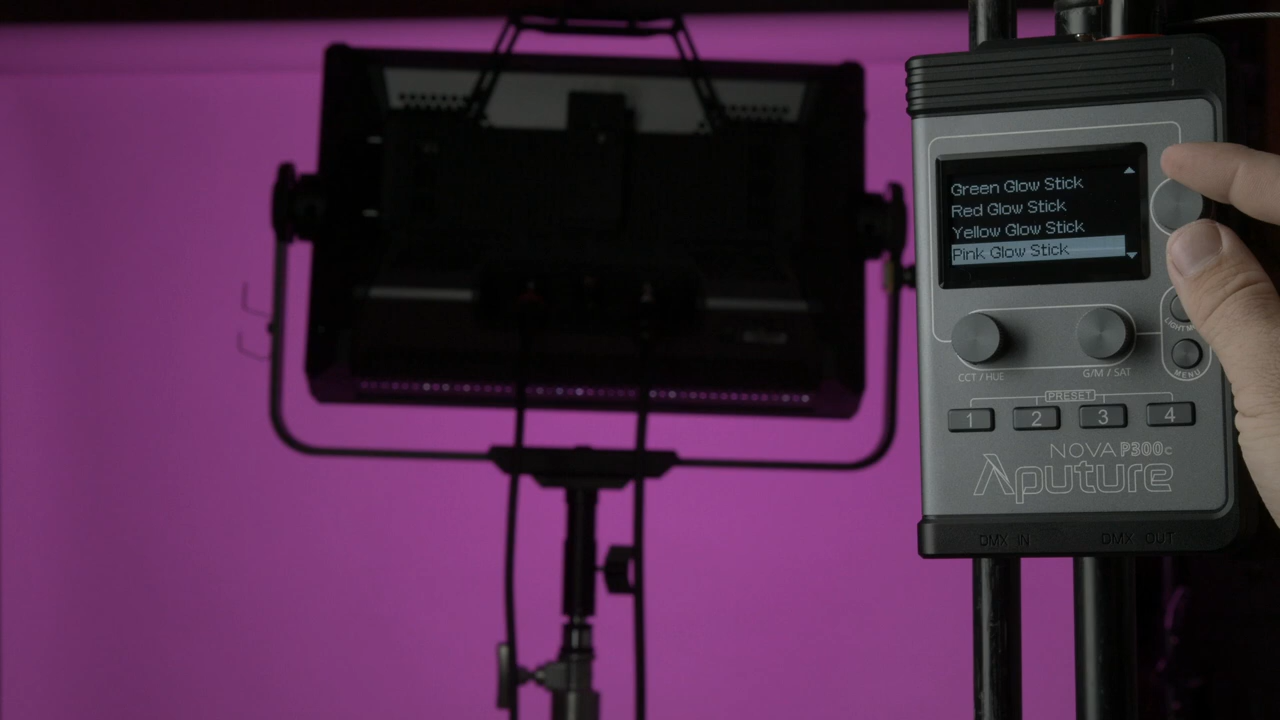 Green Glow Stick
Red Glow Stick
Yellow Glow Stick
Pink Glow Stick
CCT / HUE
G/M / SAT
MENU
PRESET
1 2 3 4
NOVA P300c
Aputure
DMX IN
DMX OUT